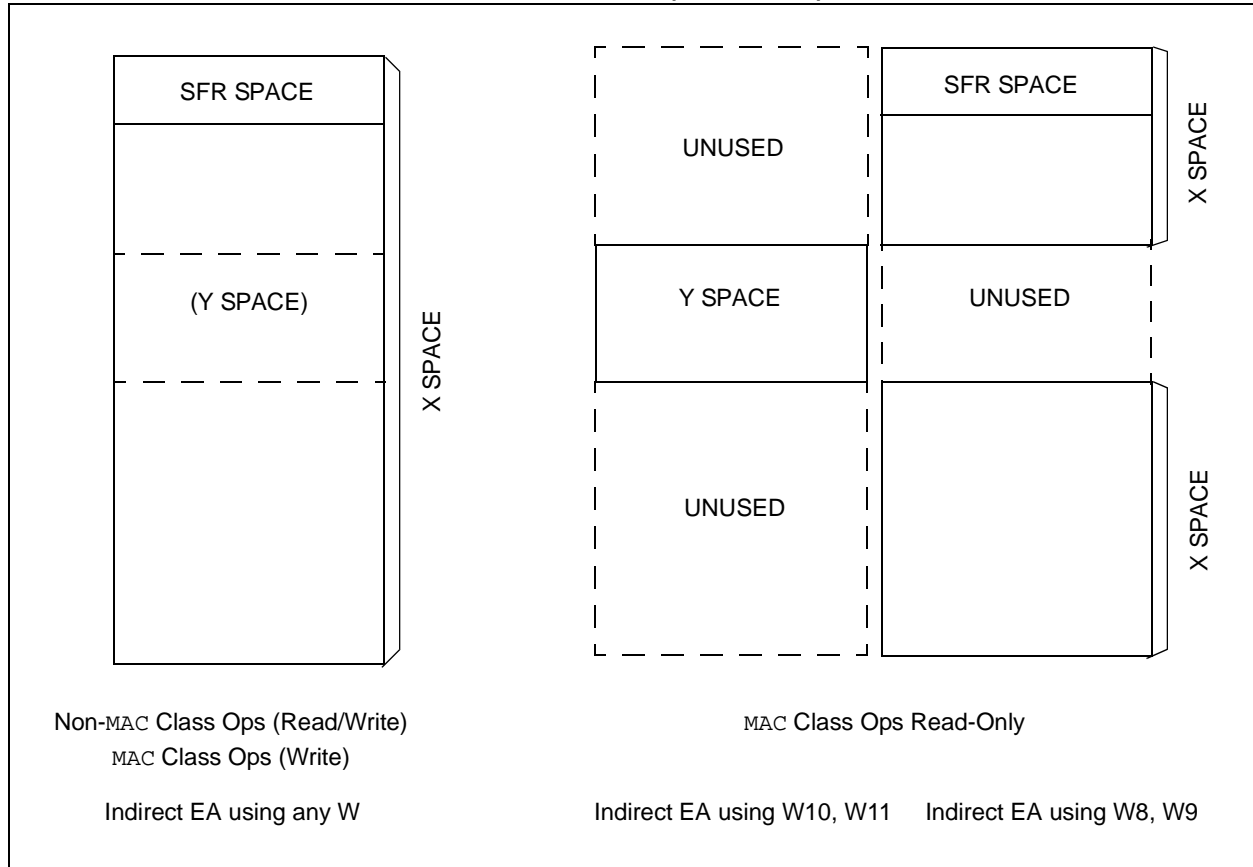 SFR SPACE
(Y SPACE)
X SPACE
UNUSED
Y SPACE
UNUSED
SFR SPACE
X SPACE
UNUSED
X SPACE
Non-MAC Class Ops (Read/Write)
MAC Class Ops (Write)
MAC Class Ops Read-Only
Indirect EA using any W
Indirect EA using W10, W11
Indirect EA using W8, W9